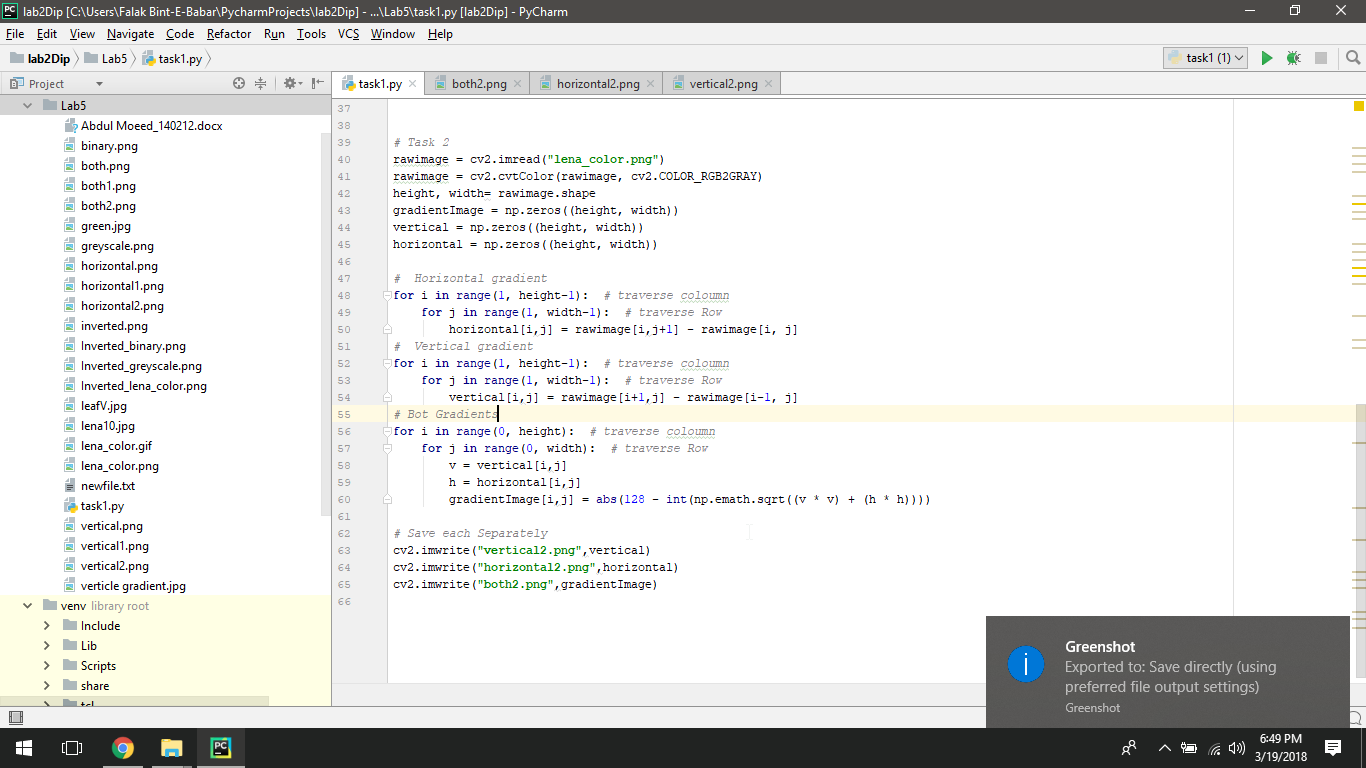 lab2Dip [C:\Users\Falak Bint-E-Babar\PycharmProjects\lab2Dip] - ...\Lab5\task1.py [lab2Dip] - PyCharm
File Edit View Navigate Code Refactor Run Tools VCS Window Help
lab2Dip Lab5 task1.py task1 (1)
Project task1.py both2.png horizontal2.png vertical2.png
Lab5
Abdul Moeed_140212.docx
binary.png
both.png
both1.png
both2.png
green.jpg
greyscale.png
horizontal.png
horizontal1.png
horizontal2.png
inverted.png
Inverted_binary.png
Inverted_greyscale.png
Inverted_lena_color.png
leafV.jpg
lena10.jpg
lena_color.gif
lena_color.png
newfile.txt
task1.py
vertical.png
vertical1.png
vertical2.png
verticle gradient.jpg
venv library root
Include
Lib
Scripts
share
tcl
37
38
39 # Task 2
40 rawimage = cv2.imread("lena_color.png")
41 rawimage = cv2.cvtColor(rawimage, cv2.COLOR_RGB2GRAY)
42 height, width= rawimage.shape
43 gradientImage = np.zeros((height, width))
44 vertical = np.zeros((height, width))
45 horizontal = np.zeros((height, width))
46
47 #  Horizontal gradient
48 for i in range(1, height-1):  # traverse coloumn
49     for j in range(1, width-1):  # traverse Row
50         horizontal[i,j] = rawimage[i,j+1] - rawimage[i, j]
51 #  Vertical gradient
52 for i in range(1, height-1):  # traverse coloumn
53     for j in range(1, width-1):  # traverse Row
54         vertical[i,j] = rawimage[i+1,j] - rawimage[i-1, j]
55 # Bot Gradients
56 for i in range(0, height):  # traverse coloumn
57     for j in range(0, width):  # traverse Row
58         v = vertical[i,j]
59         h = horizontal[i,j]
60         gradientImage[i,j] = abs(128 - int(np.emath.sqrt((v * v) + (h * h))))
61
62 # Save each Separately
63 cv2.imwrite("vertical2.png",vertical)
64 cv2.imwrite("horizontal2.png",horizontal)
65 cv2.imwrite("both2.png",gradientImage)
66
Greenshot
Exported to: Save directly (using
preferred file output settings)
Greenshot
6:49 PM
3/19/2018